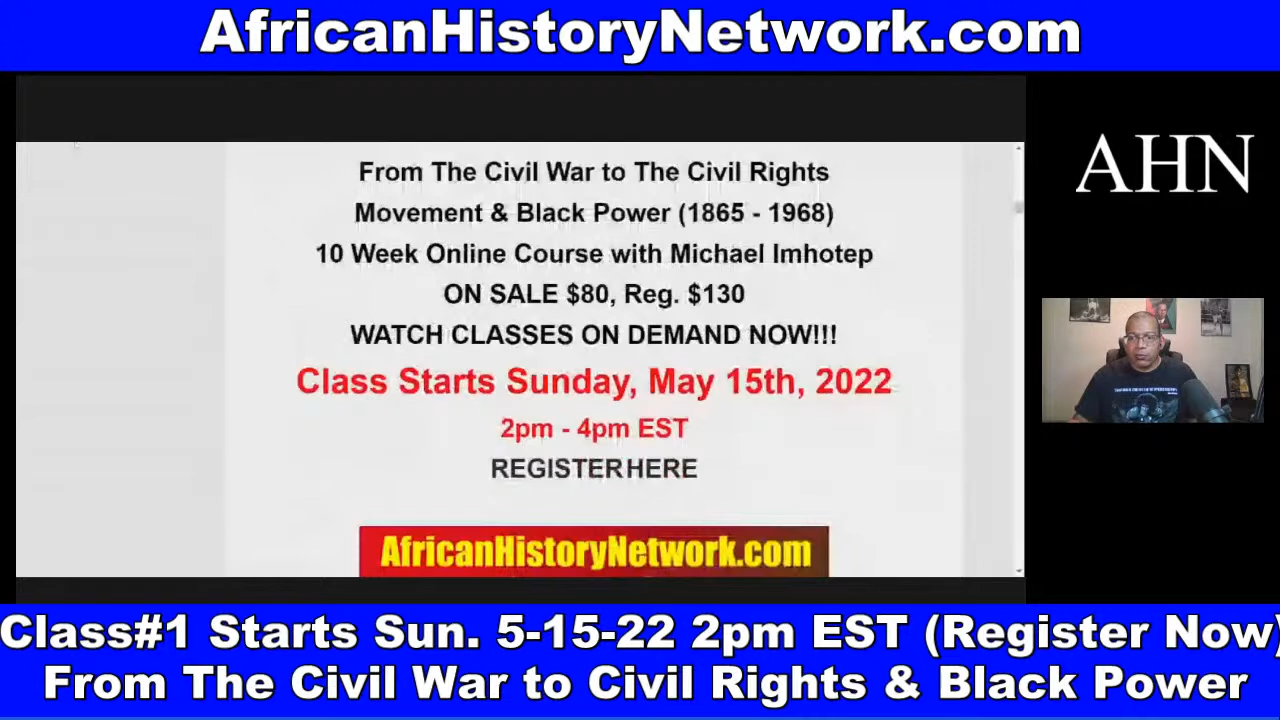 AfricanHistoryNetwork.com
From The Civil War to The Civil Rights
Movement & Black Power (1865 - 1968)
10 Week Online Course with Michael Imhotep
ON SALE $80, Reg. $130
WATCH CLASSES ON DEMAND NOW!!!
Class Starts Sunday, May 15th, 2022
2pm - 4pm EST
REGISTER HERE
AfricanHistoryNetwork.com
AHN
Class#1 Starts Sun. 5-15-22 2pm EST (Register Now)
From The Civil War to Civil Rights & Black Power